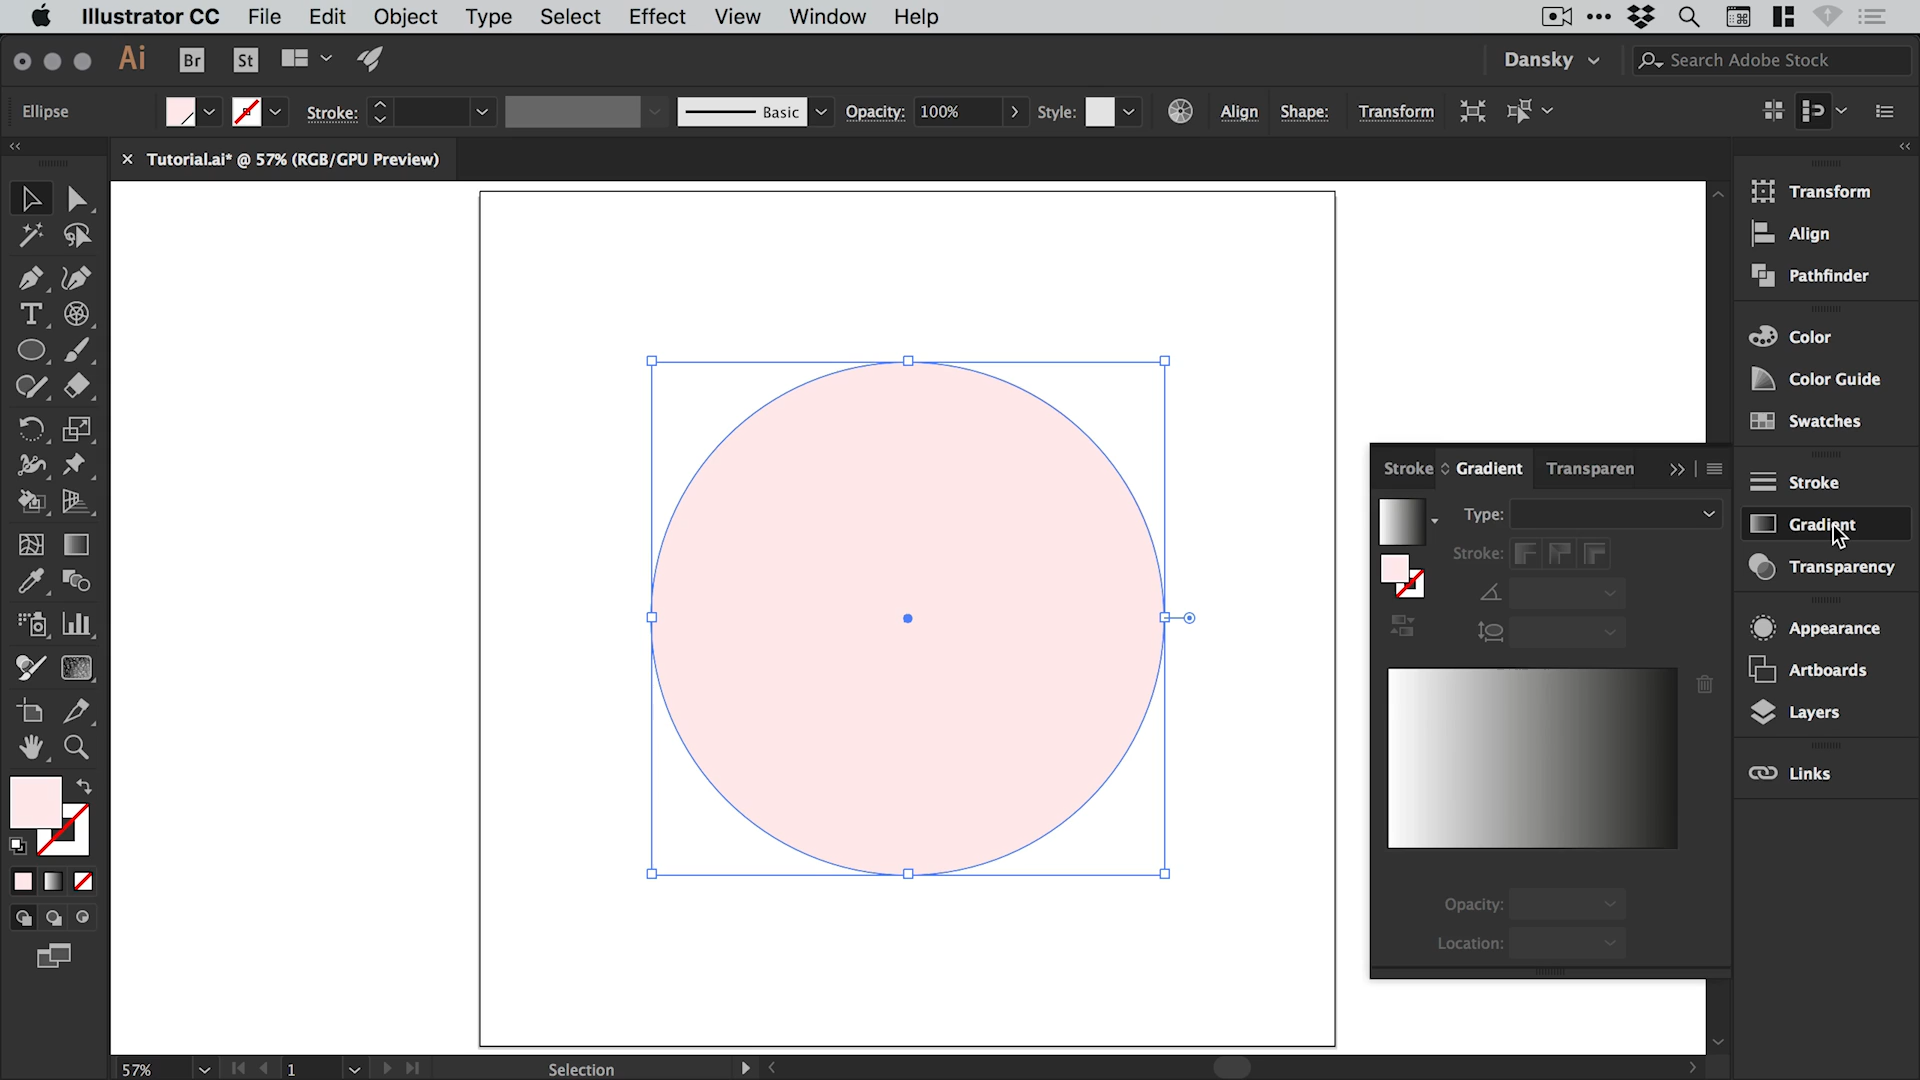 Illustrator CC File Edit Object Type Select Effect View Window Help
Ai Br St Dansky Search Adobe Stock
Ellipse Stroke: Basic Opacity: 100% Style: Align Shape: Transform
Tutorial.ai* @ 57% (RGB/GPU Preview)
Transform
Align
Pathfinder
Color
Color Guide
Swatches
Stroke
Gradient
Transparency
Appearance
Artboards
Layers
Links
Stroke Gradient Transparen
Type:
Stroke:
Opacity:
Location:
57% 1 Selection